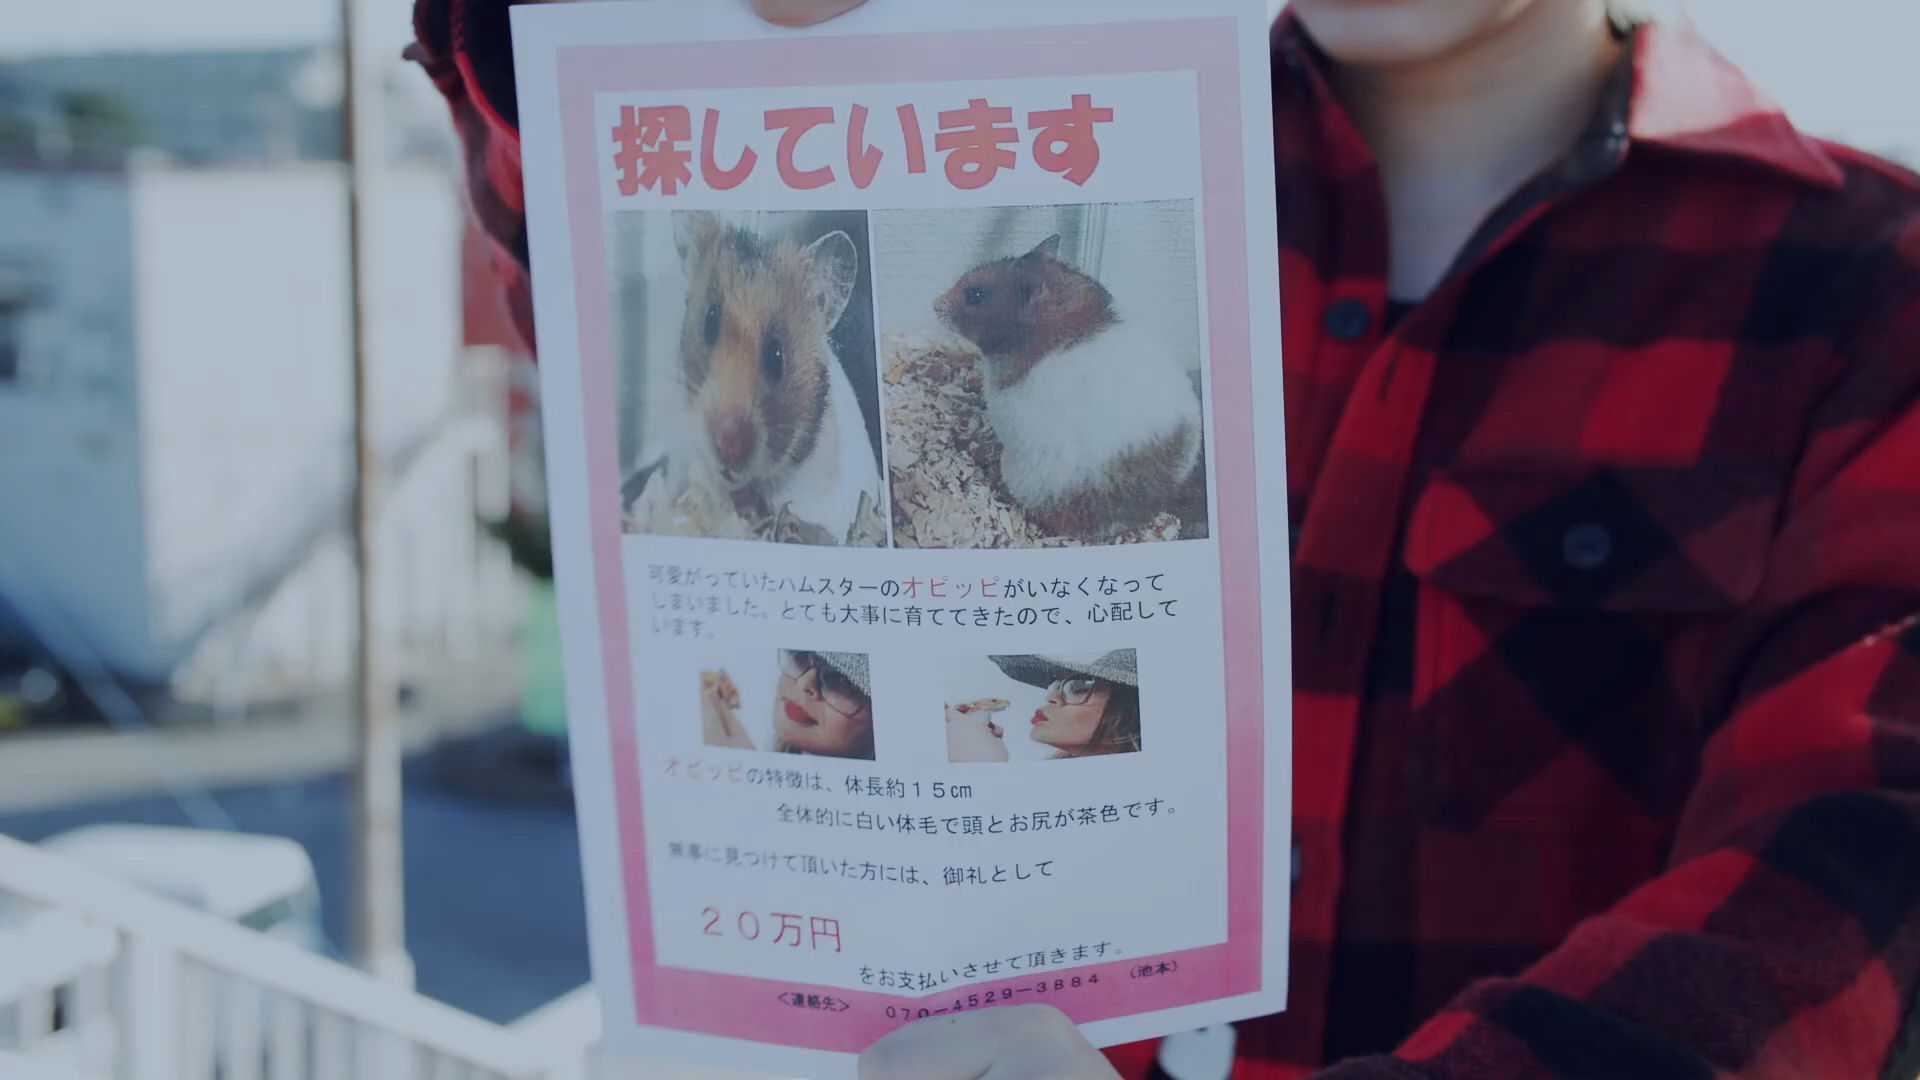 探しています
可愛がっていたハムスターのオピッピがいなくなって
しまいました。とても大事に育ててきたので、心配して
います。
オピッピの特徴は、体長約15㎝
全体的に白い体毛で頭とお尻が茶色です。
無事に見つけて頂いた方には、御礼として
20万円
をお支払いさせて頂きます。
<連絡先> 070-4529-3884 (池本)